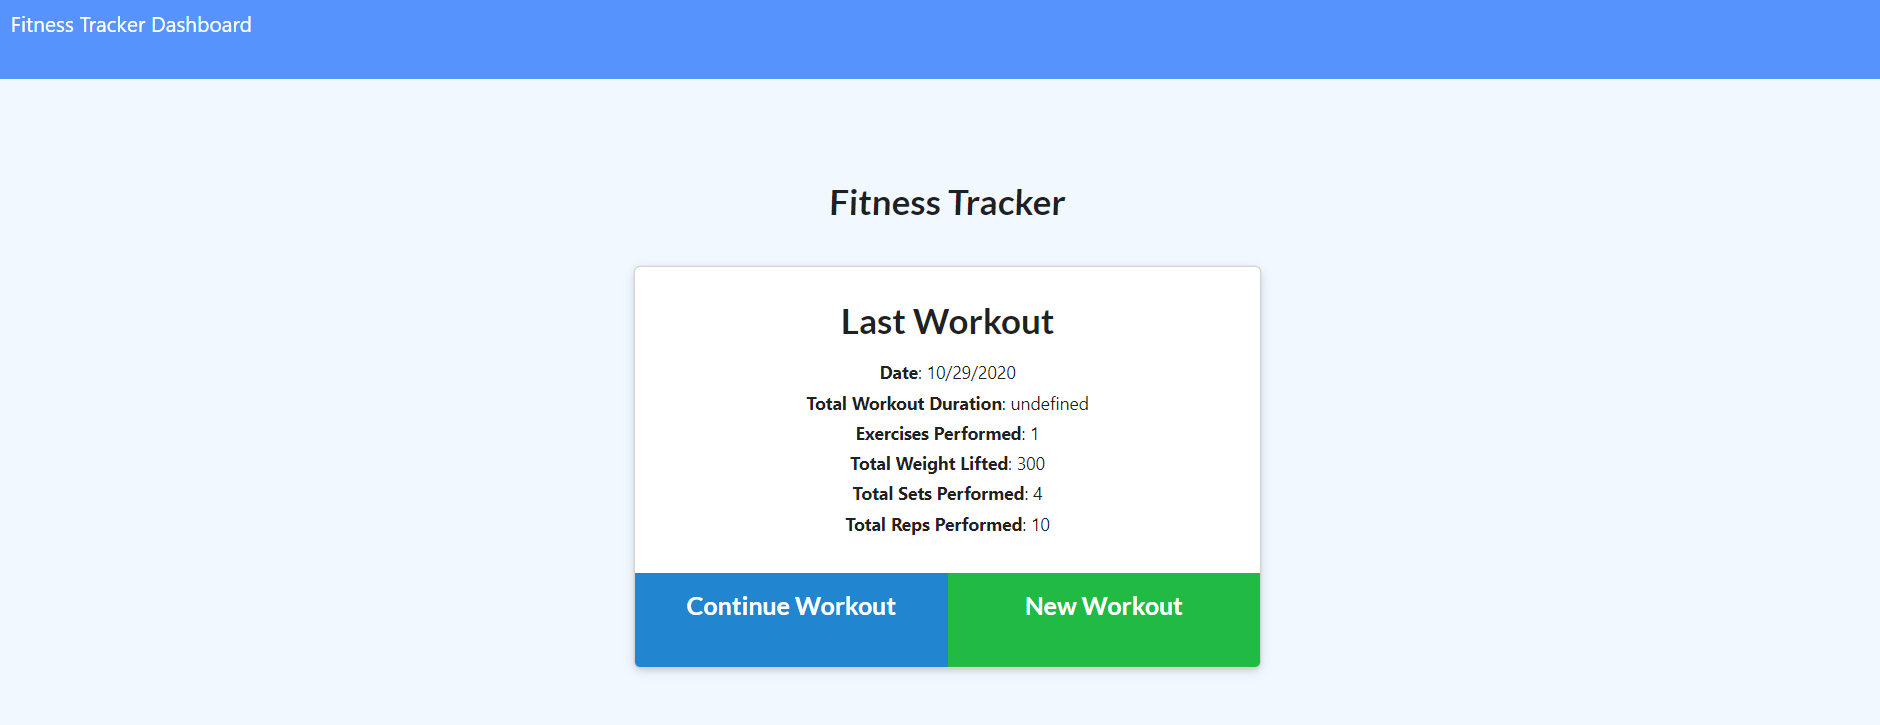 Fitness Tracker Dashboard
Fitness Tracker
Last Workout
Date: 10/29/2020
Total Workout Duration: undefined
Exercises Performed: 1
Total Weight Lifted: 300
Total Sets Performed: 4
Total Reps Performed: 10
Continue Workout
New Workout